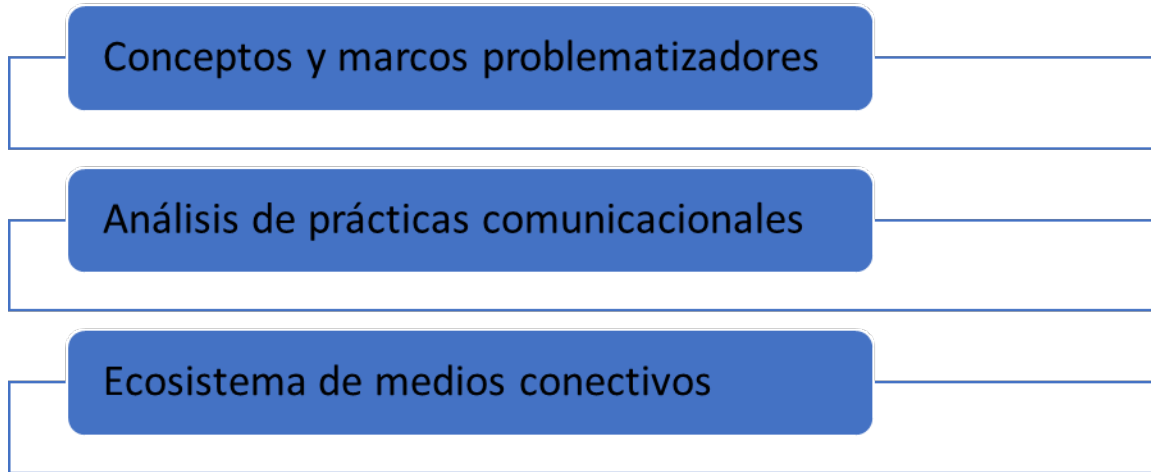 Conceptos y marcos problematizadores
Análisis de prácticas comunicacionales
Ecosistema de medios conectivos